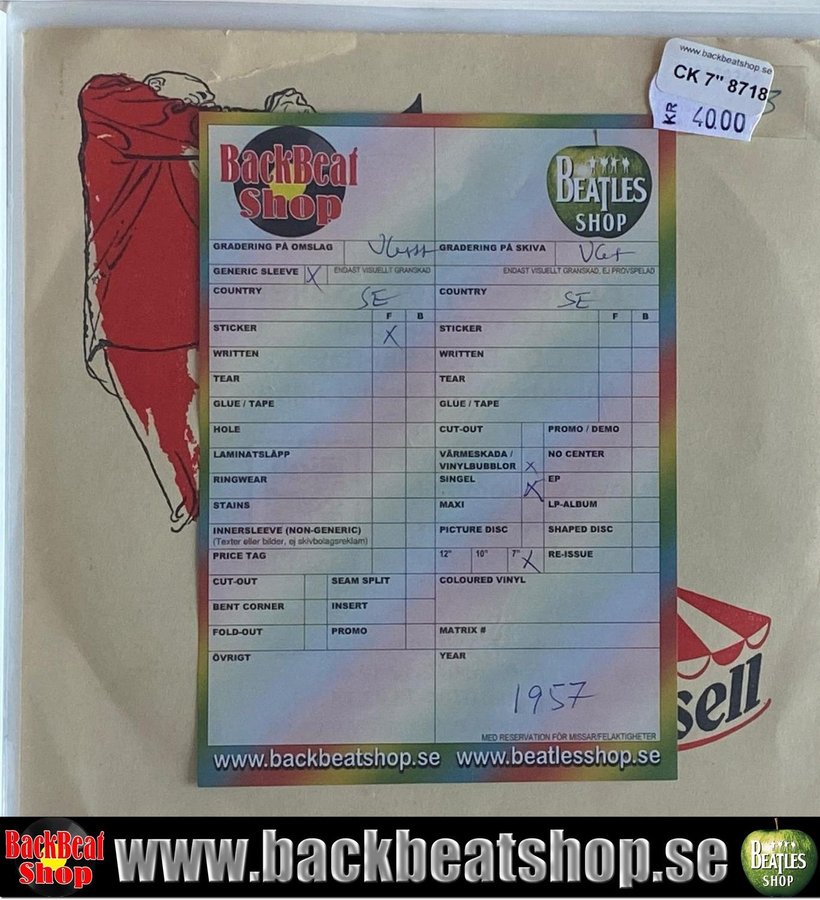 www.backbeatshop.se
CK 7" 8718
KR 40.00
BackBeat
Shop
BEATLES
SHOP
GRADERING PÅ OMSLAG
GRADERING PÅ SKIVA VG+
GENERIC SLEEVE X ENDAST VISUELLT GRANSKAD
ENDAST VISUELLT GRANSKAD, EJ PROVSPELAD
COUNTRY SE
COUNTRY SE
F B
F B
STICKER X
STICKER
WRITTEN
WRITTEN
TEAR
TEAR
GLUE / TAPE
GLUE / TAPE
HOLE
CUT-OUT PROMO / DEMO
LAMINATSLÄPP
VÄRMESKADA /
VINYLBUBBLOR X NO CENTER
RINGWEAR
SINGEL X EP
STAINS
MAXI LP-ALBUM
INNERSLEEVE (NON-GENERIC)
(Texter eller bilder, ej skivbolagsreklam)
PICTURE DISC SHAPED DISC
PRICE TAG
12" 10" 7" X RE-ISSUE
CUT-OUT SEAM SPLIT
COLOURED VINYL
BENT CORNER INSERT
FOLD-OUT PROMO
MATRIX #
ÖVRIGT
YEAR
1957
MED RESERVATION FÖR MISSAR/FELAKTIGHETER
www.backbeatshop.se www.beatlesshop.se
sell
BackBeat
Shop
www.backbeatshop.se
BEATLES
SHOP